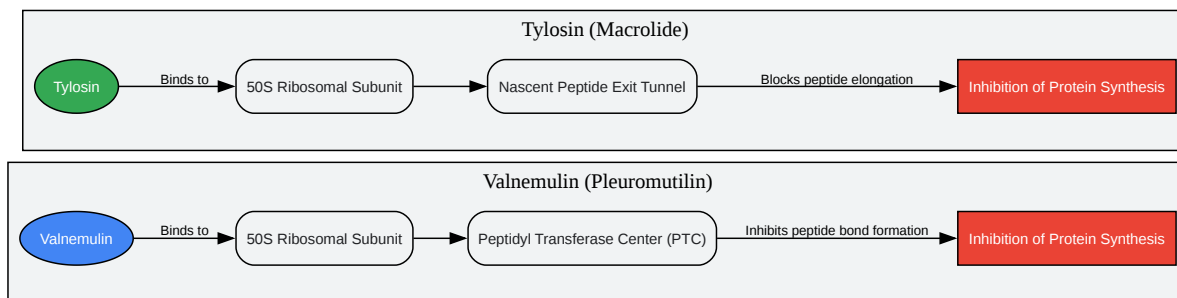 Tylosin (Macrolide)
Tylosin
Binds to
50S Ribosomal Subunit
Nascent Peptide Exit Tunnel
Blocks peptide elongation
Inhibition of Protein Synthesis
Valnemulin (Pleuromutilin)
Valnemulin
Binds to
50S Ribosomal Subunit
Peptidyl Transferase Center (PTC)
Inhibits peptide bond formation
Inhibition of Protein Synthesis